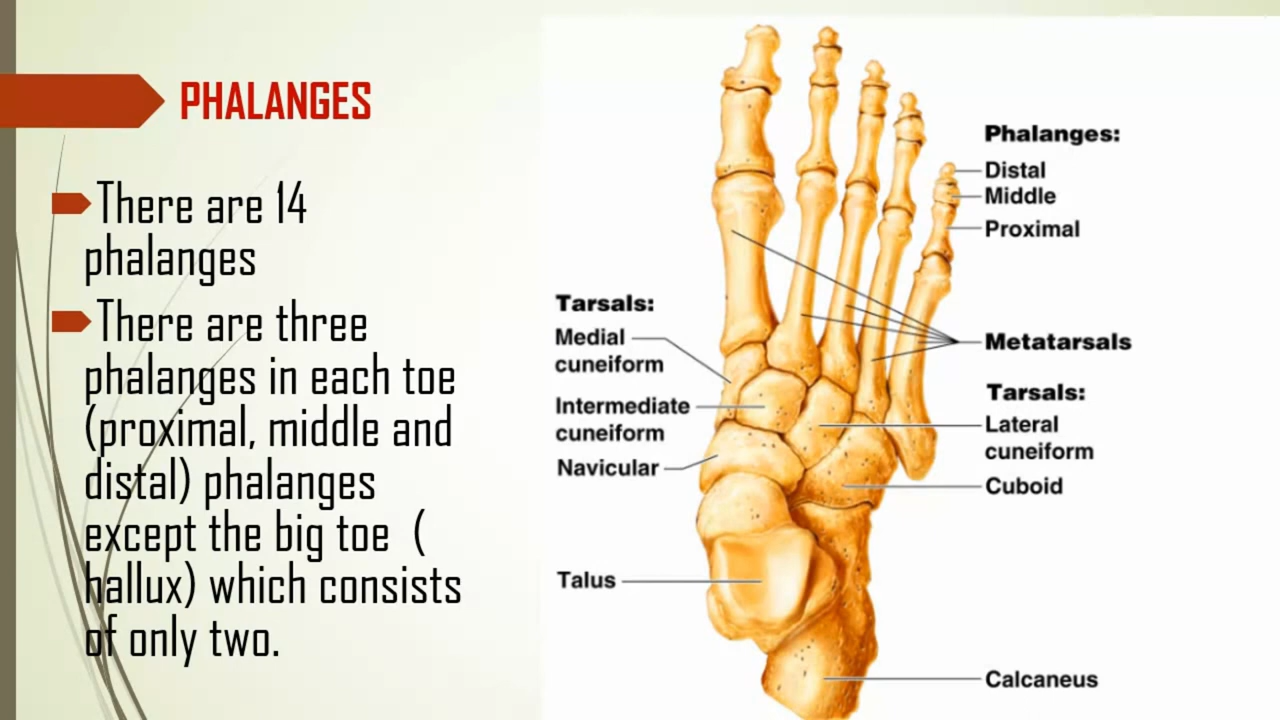 PHALANGES
There are 14
phalanges
There are three
phalanges in each toe
(proximal, middle and
distal) phalanges
except the big toe (
hallux) which consists
of only two.
Tarsals:
Medial
cuneiform
Intermediate
cuneiform
Navicular
Talus
Phalanges:
Distal
Middle
Proximal
Metatarsals
Tarsals:
Lateral
cuneiform
Cuboid
Calcaneus